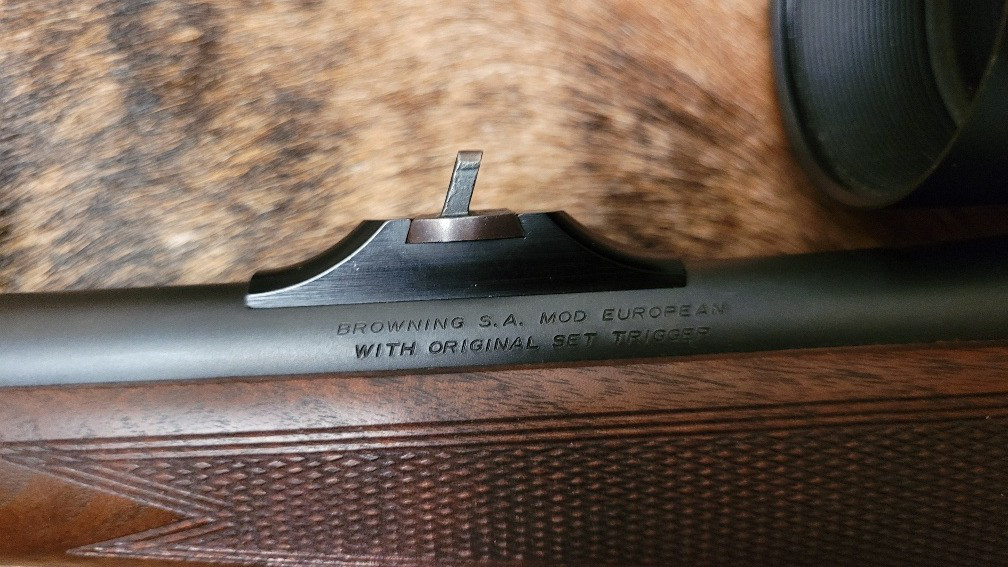 BROWNING S.A. MOD EUROPEAN
WITH ORIGINAL SET TRIGGER